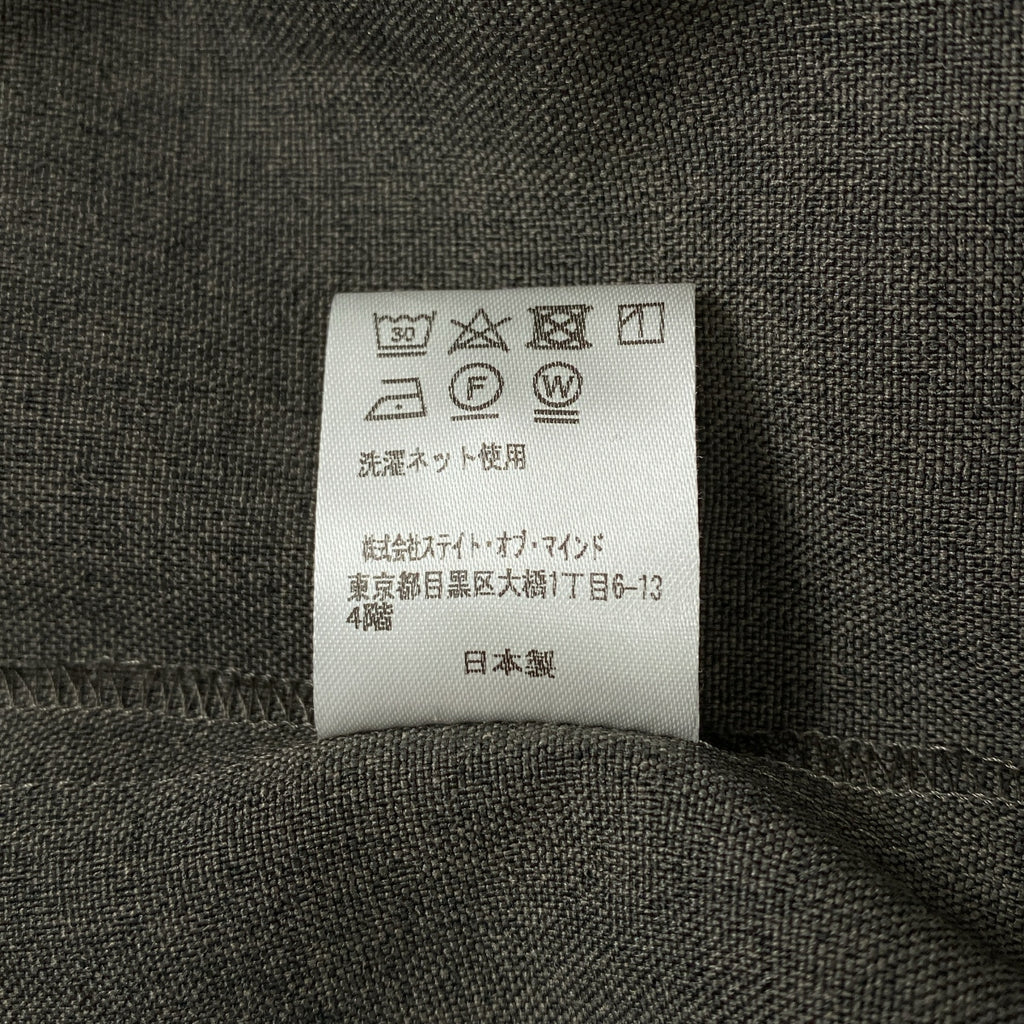 30
F W
洗濯ネット使用
株式会社ステイト・オブ・マインド
東京都目黒区大橋1丁目6-13
4階
日本製